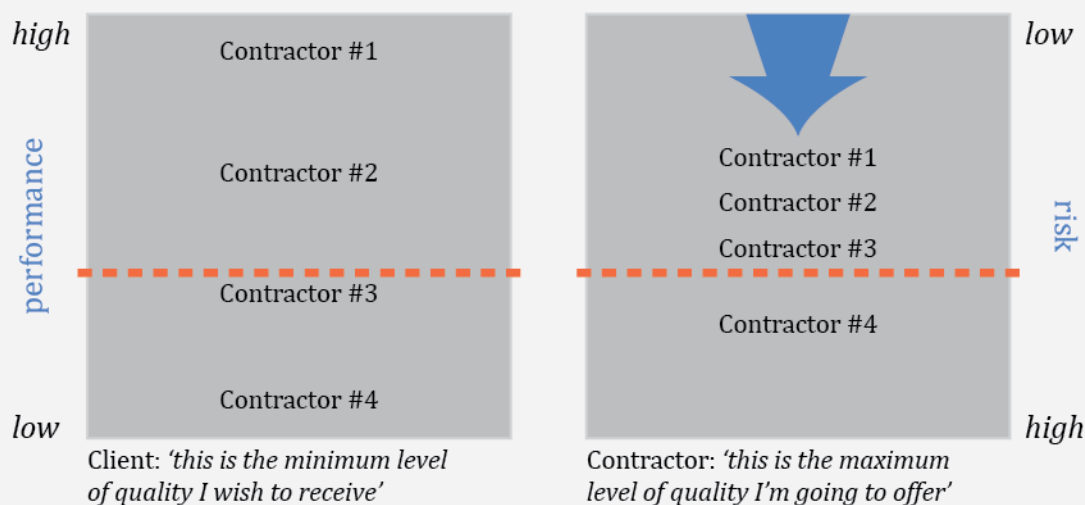 high
performance
low
Contractor #1
Contractor #2
Contractor #3
Contractor #4
Client: ‘this is the minimum level
of quality I wish to receive’
low
risk
high
Contractor #1
Contractor #2
Contractor #3
Contractor #4
Contractor: ‘this is the maximum
level of quality I’m going to offer’